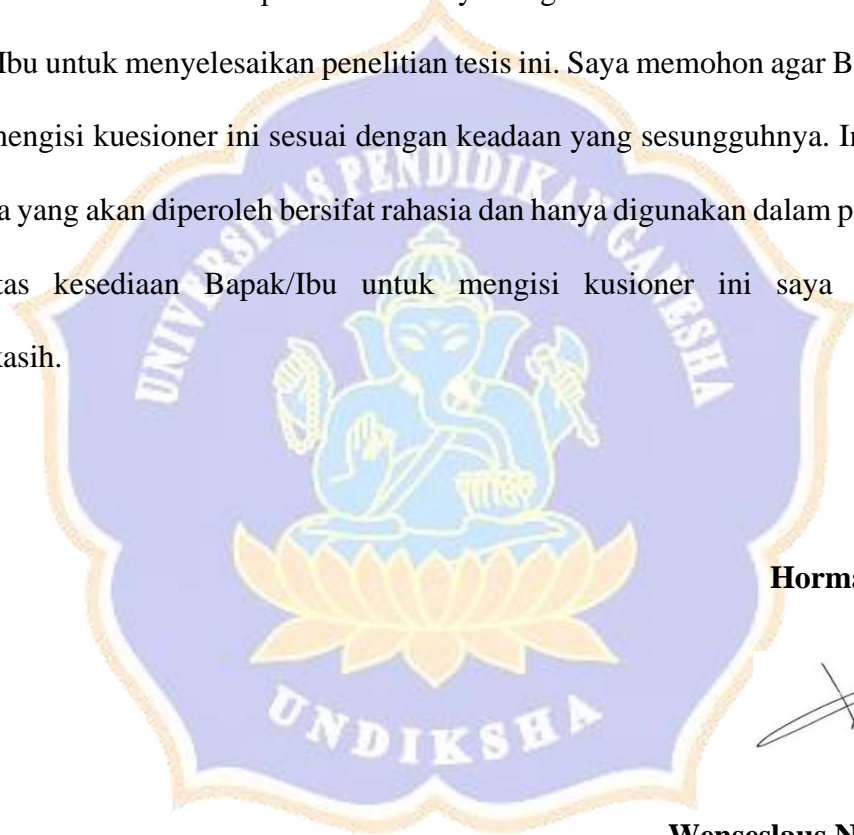 Ibu untuk menyelesaikan penelitian tesis ini. Saya memohon agar B
mengisi kuesioner ini sesuai dengan keadaan yang sesungguhnya. In
a yang akan diperoleh bersifat rahasia dan hanya digunakan dalam p
tas kesediaan Bapak/Ibu untuk mengisi kusioner ini saya
kasih.
UNIVERSITAS PENDIDIKAN GANESHA
UNDIKSHA
Horma
Wenseslaus N